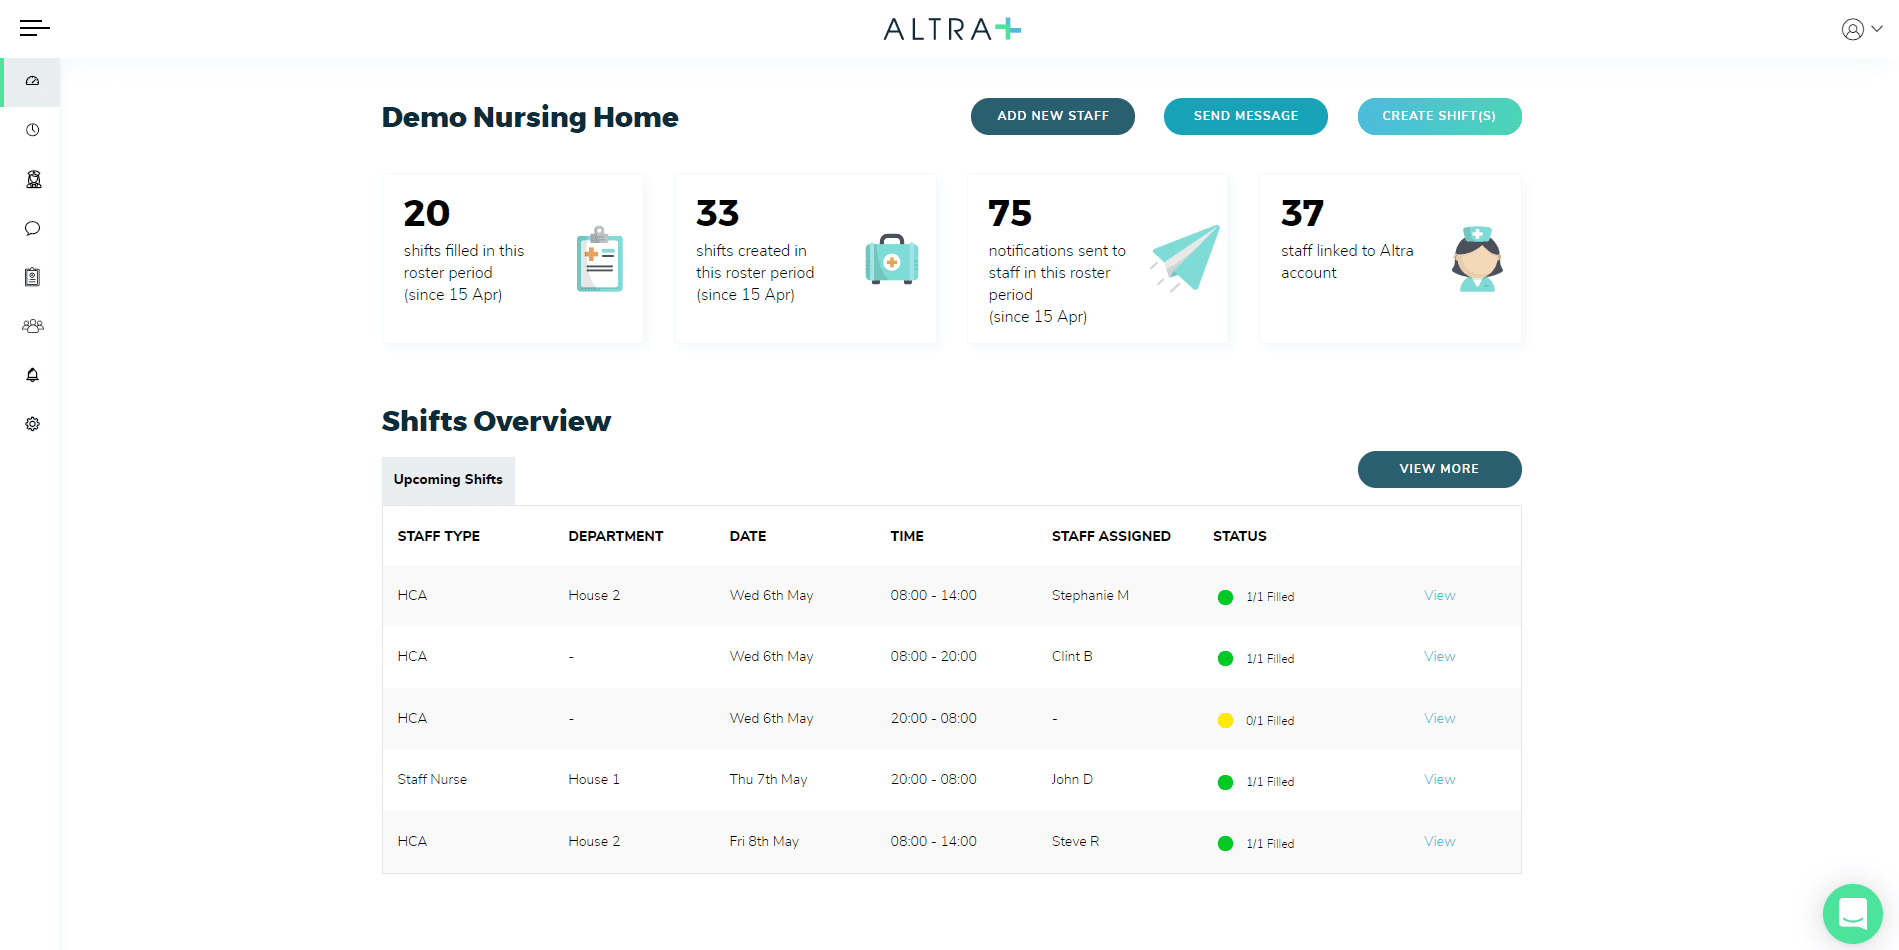 ALTRA
Demo Nursing Home
ADD NEW STAFF
SEND MESSAGE
CREATE SHIFT(S)
20
shifts filled in this
roster period
(since 15 Apr)
33
shifts created in
this roster period
(since 15 Apr)
75
notifications sent to
staff in this roster
period
(since 15 Apr)
37
staff linked to Altra
account
Shifts Overview
Upcoming Shifts
VIEW MORE
STAFF TYPE DEPARTMENT DATE TIME STAFF ASSIGNED STATUS
HCA House 2 Wed 6th May 08:00 - 14:00 Stephanie M 1/1 Filled View
HCA - Wed 6th May 08:00 - 20:00 Clint B 1/1 Filled View
HCA - Wed 6th May 20:00 - 08:00 - 0/1 Filled View
Staff Nurse House 1 Thu 7th May 20:00 - 08:00 John D 1/1 Filled View
HCA House 2 Fri 8th May 08:00 - 14:00 Steve R 1/1 Filled View